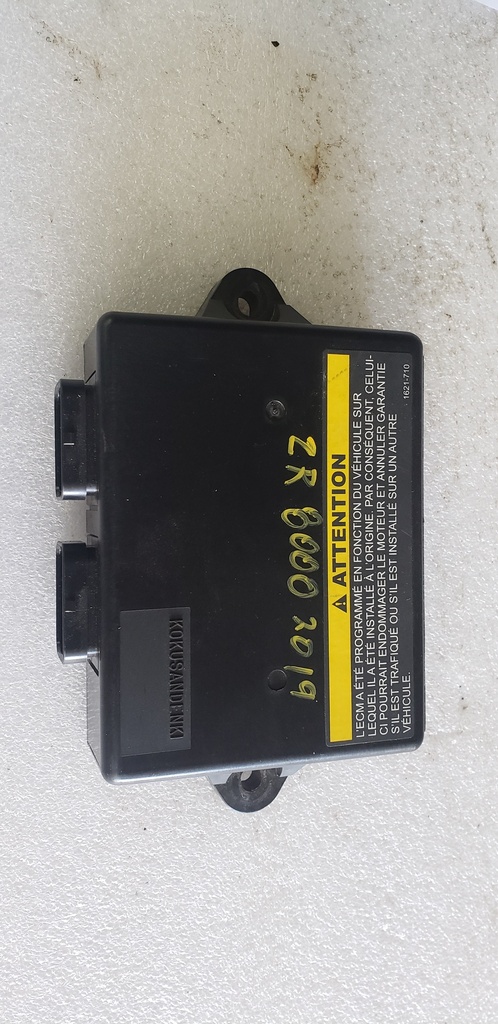 KOKUSANDENKI
ZR 8000 2019
ATTENTION
L'ECM A ÉTÉ PROGRAMMÉ EN FONCTION DU VÉHICULE SUR
LEQUEL IL A ÉTÉ INSTALLÉ À L'ORIGINE. PAR CONSÉQUENT, CELUI-
CI POURRAIT ENDOMMAGER LE MOTEUR ET ANNULER GARANTIE
S'IL EST TRAFIQUÉ OU S'IL EST INSTALLÉ SUR UN AUTRE
VÉHICULE.
1621-710